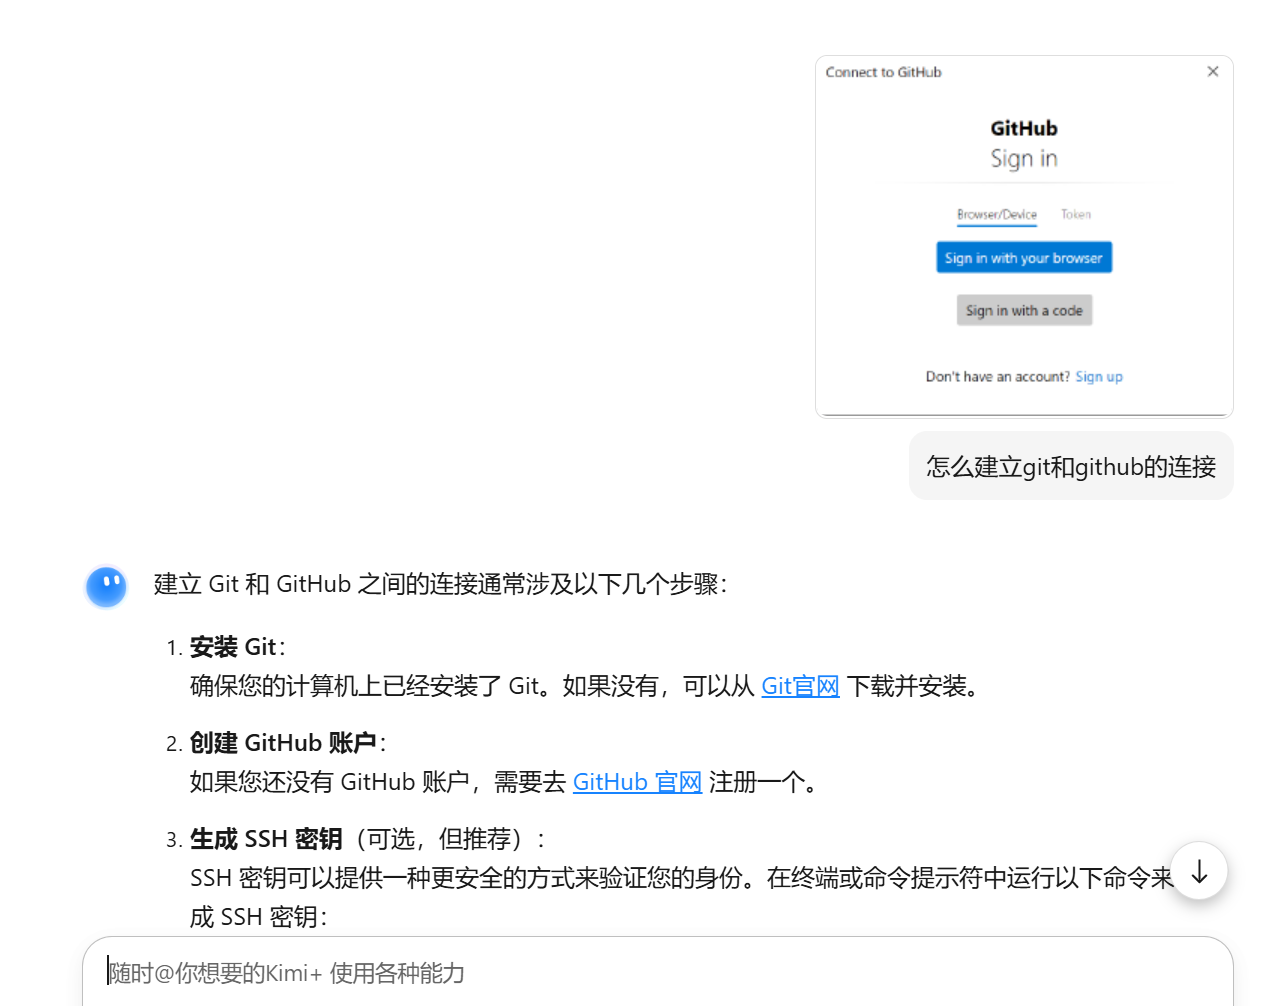 Connect to GitHub
GitHub
Sign in
Browser/Device Token
Sign in with your browser
Sign in with a code
Don't have an account? Sign up
怎么建立git和github的连接
建立 Git 和 GitHub 之间的连接通常涉及以下几个步骤：
1. 安装 Git：
确保您的计算机上已经安装了 Git。如果没有，可以从 Git官网 下载并安装。
2. 创建 GitHub 账户：
如果您还没有 GitHub 账户，需要去 GitHub 官网 注册一个。
3. 生成 SSH 密钥（可选，但推荐）：
SSH 密钥可以提供一种更安全的方式来验证您的身份。在终端或命令提示符中运行以下命令来
成 SSH 密钥：
随时@你想要的Kimi+ 使用各种能力